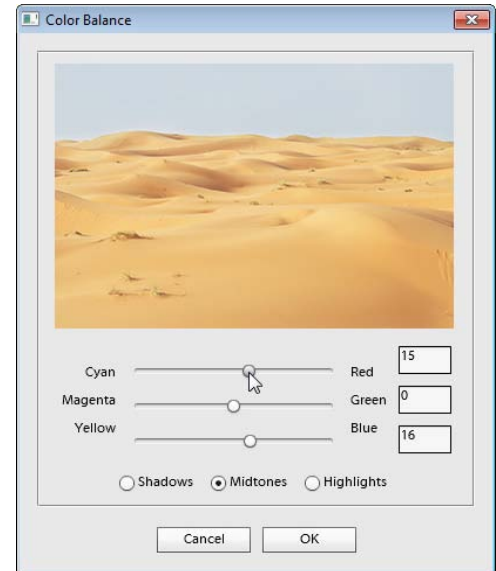 Color Balance
Cyan Red 15
Magenta Green 0
Yellow Blue 16
Shadows Midtones Highlights
Cancel OK